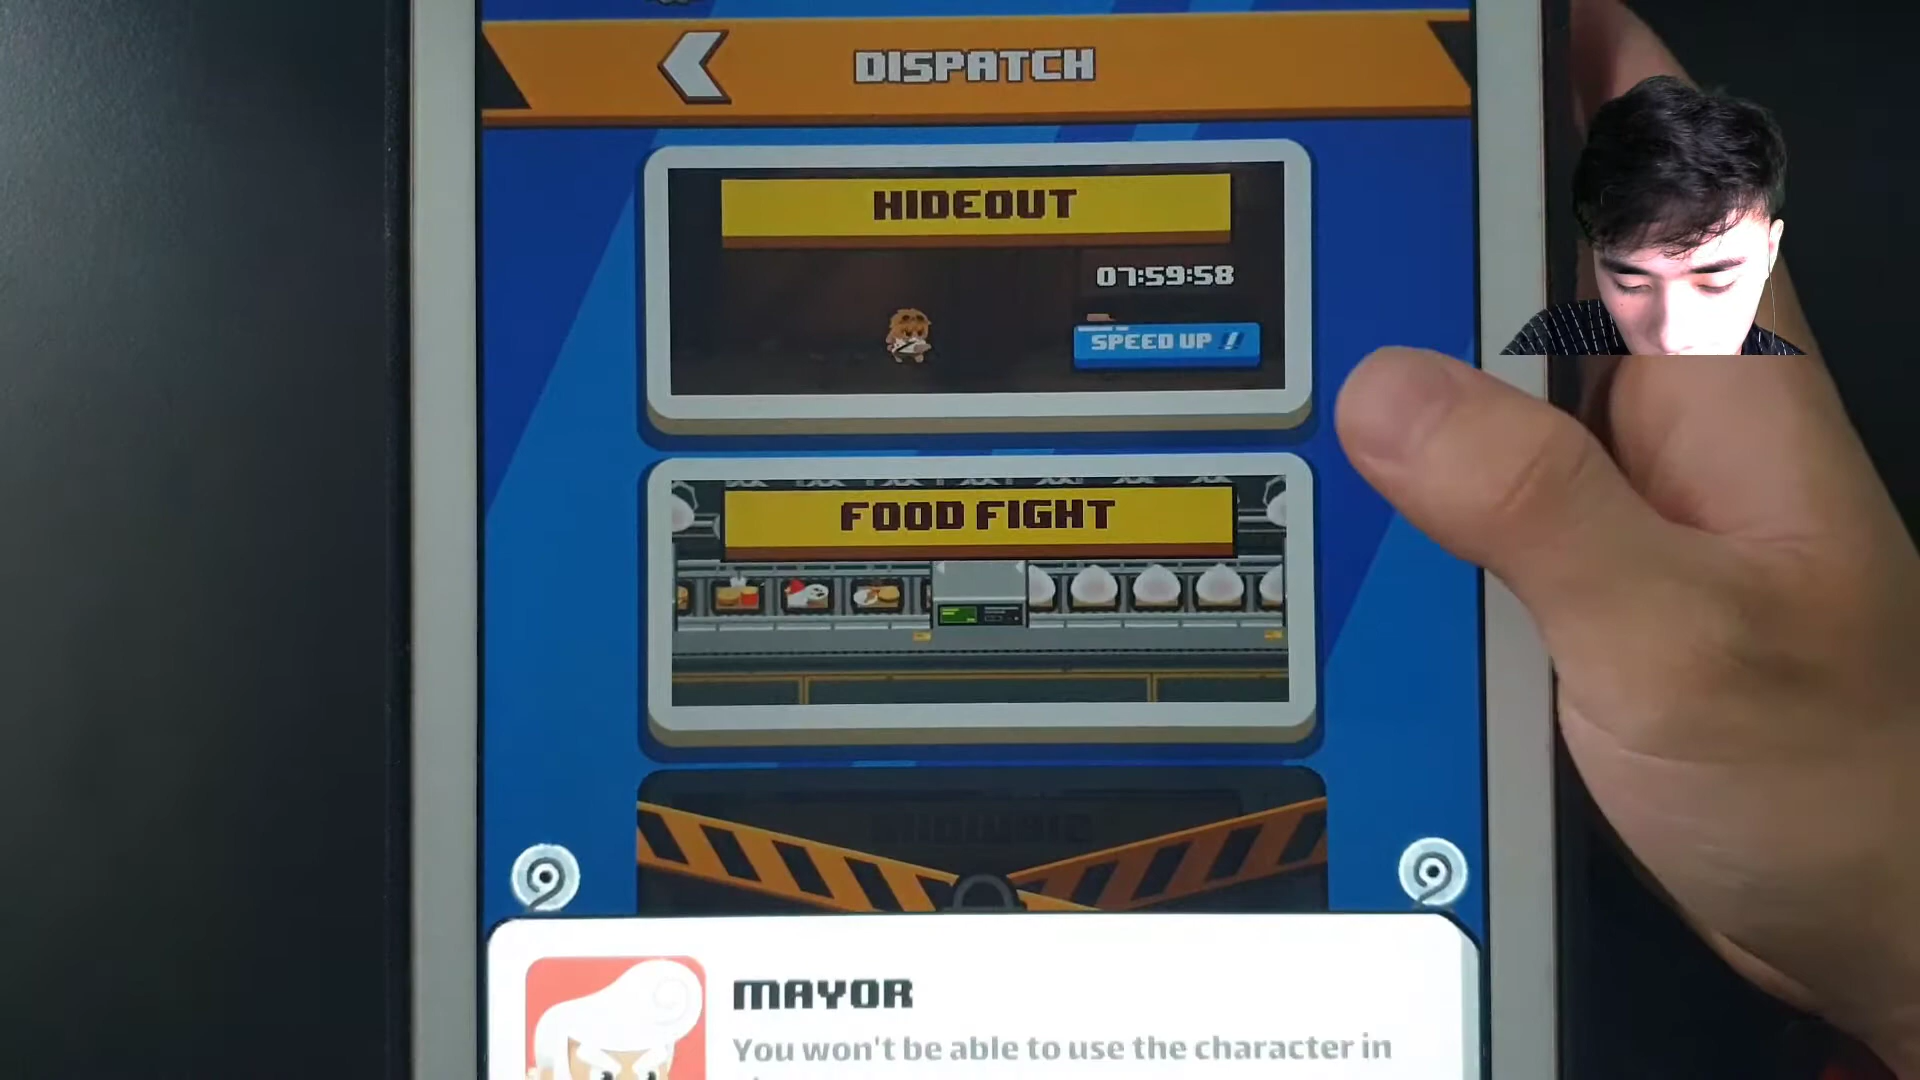 DISPATCH
HIDEOUT
07:59:58
SPEED UP !!
FOOD FIGHT
MAYOR
You won't be able to use the character in